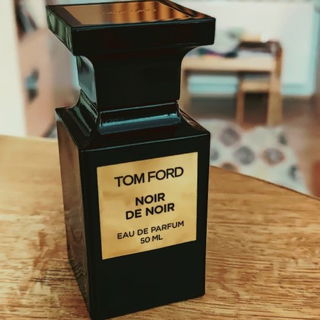 TOM FORD
NOIR
DE NOIR
EAU DE PARFUM
50 ML